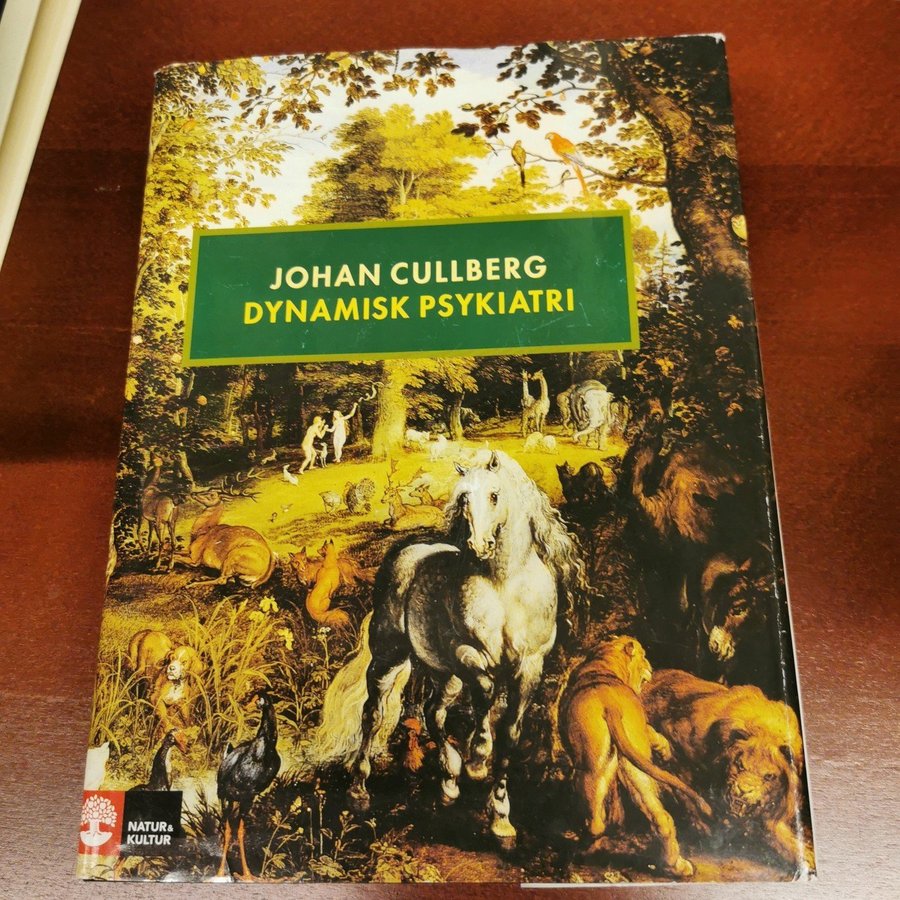 JOHAN CULLBERG
DYNAMISK PSYKIATRI
NATUR&
KULTUR